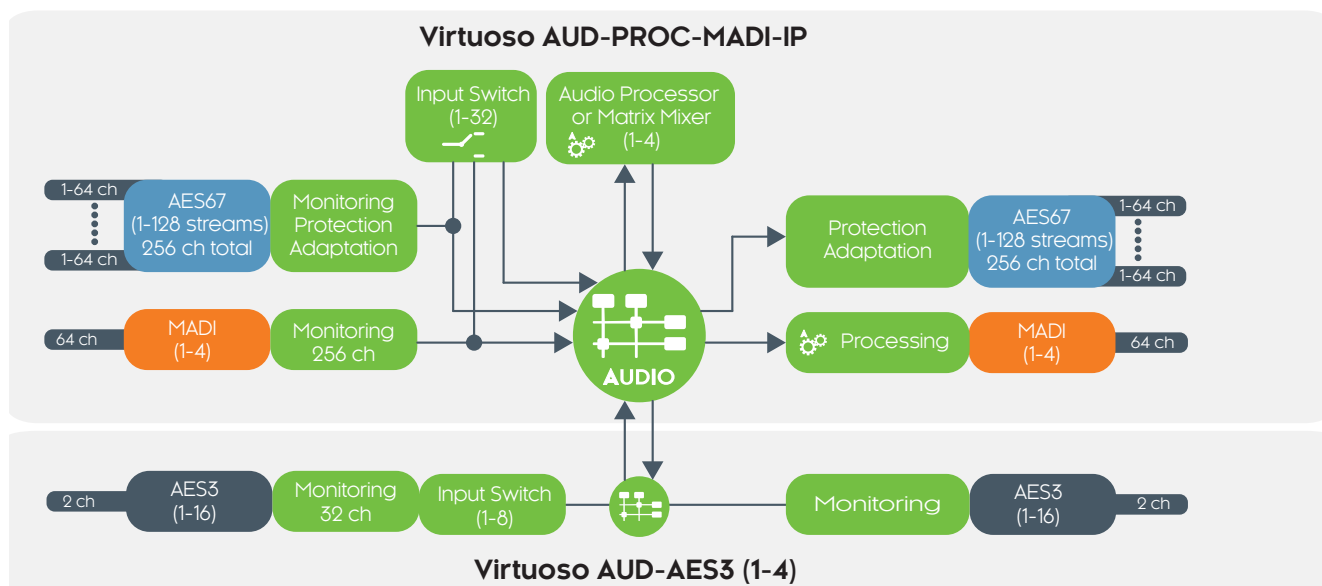 Virtuoso AUD-PROC-MADI-IP
Input Switch
(1-32)
Audio Processor
or Matrix Mixer
(1-4)
A
1-64 ch
1-64 ch
AES67
(1-128 streams)
256 ch total
Monitoring
Protection
Adaptation
Protection
Adaptation
AES67
(1-128 streams)
256 ch total
1-64 ch
1-64 ch
64 ch
MADI
(1-4)
Monitoring
256 ch
AUDIO
A
Processing
MADI
(1-4)
64 ch
2 ch
AES3
(1-16)
Monitoring
32 ch
Input Switch
(1-8)
Monitoring
AES3
(1-16)
2 ch
Virtuoso AUD-AES3 (1-4)